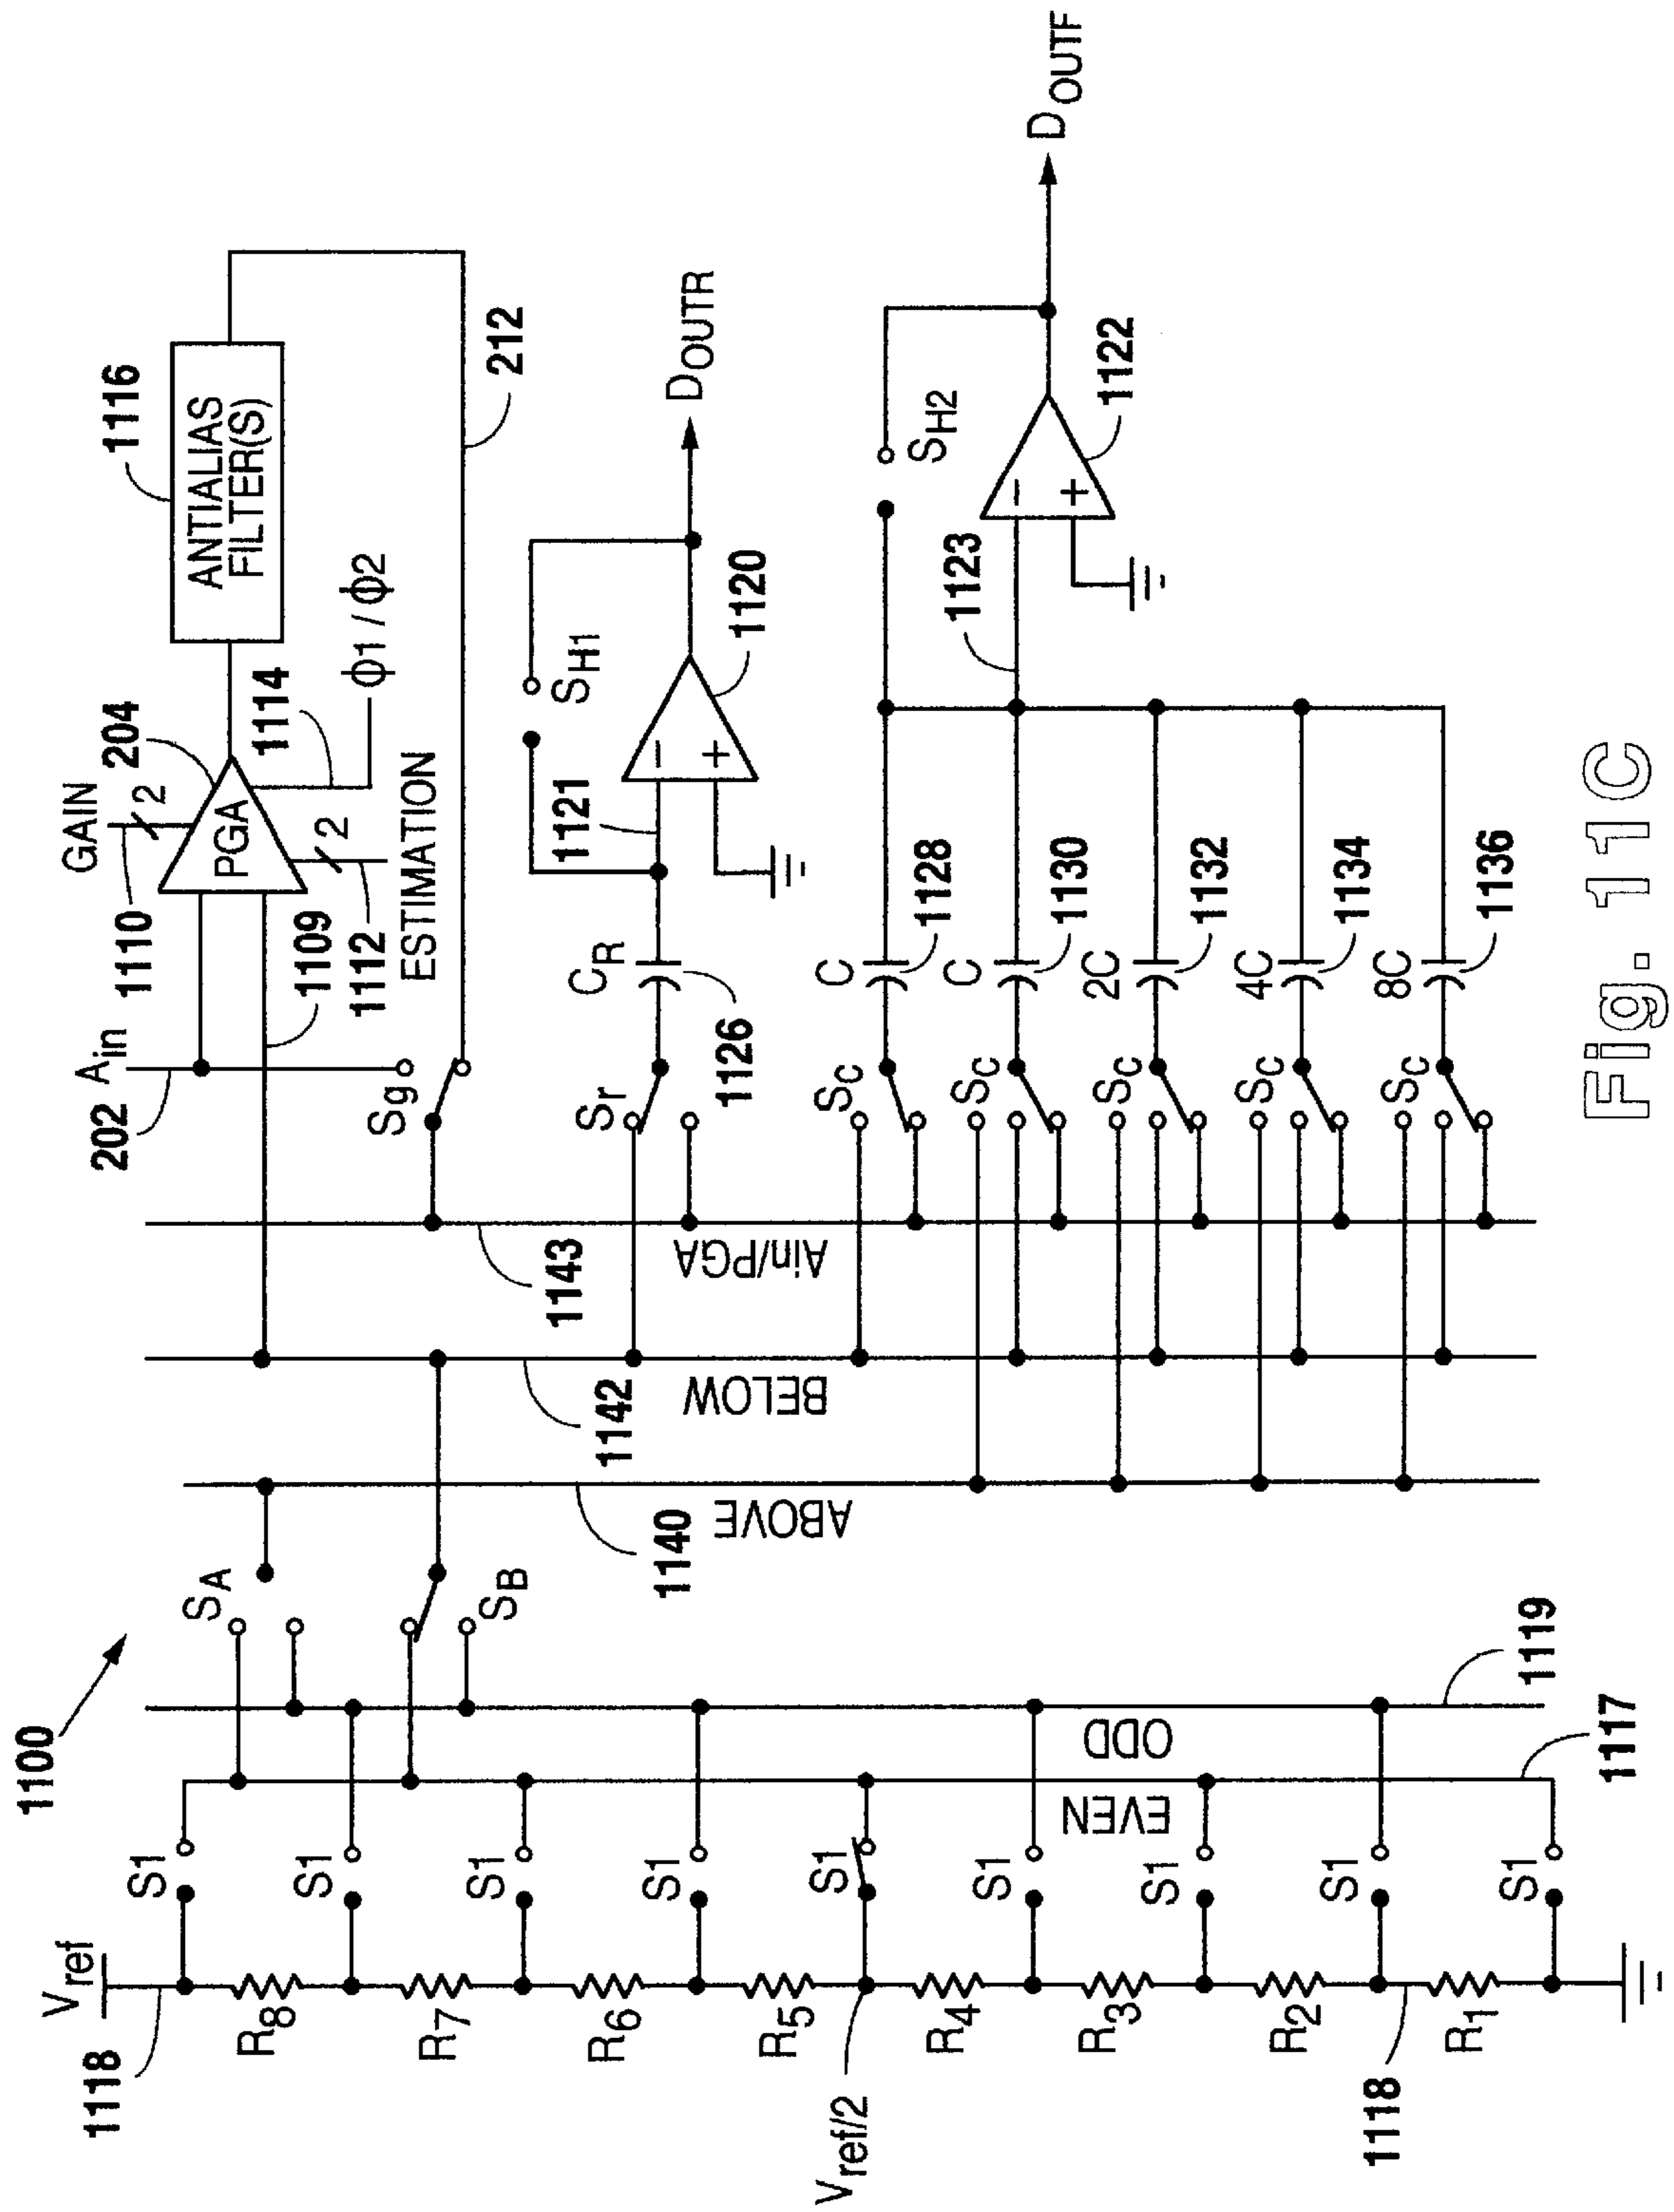 1100
1118
Vref
R8
R7
R6
R5
R4
R3
R2
R1
Vref/2
1118
S1
S1
S1
S1
S1
S1
S1
S1
S1
EVEN
ODD
1117
1119
SA
SB
ABOVE
1140
BELOW
1142
Ain/PGA
1143
202
Ain
1110
GAIN
2
204
PGA
1109
1112
2
ESTIMATION
1114
ϕ1 / ϕ2
1116
ANTIALIAS
FILTER(S)
212
Sg
Sr
CR
1126
1121
SH1
1120
DOUTR
SC
C
1128
SC
C
1130
SC
2C
1132
SC
4C
1134
SC
8C
1136
1123
SH2
1122
DOUTF
−
+
−
+
Fig. 11C